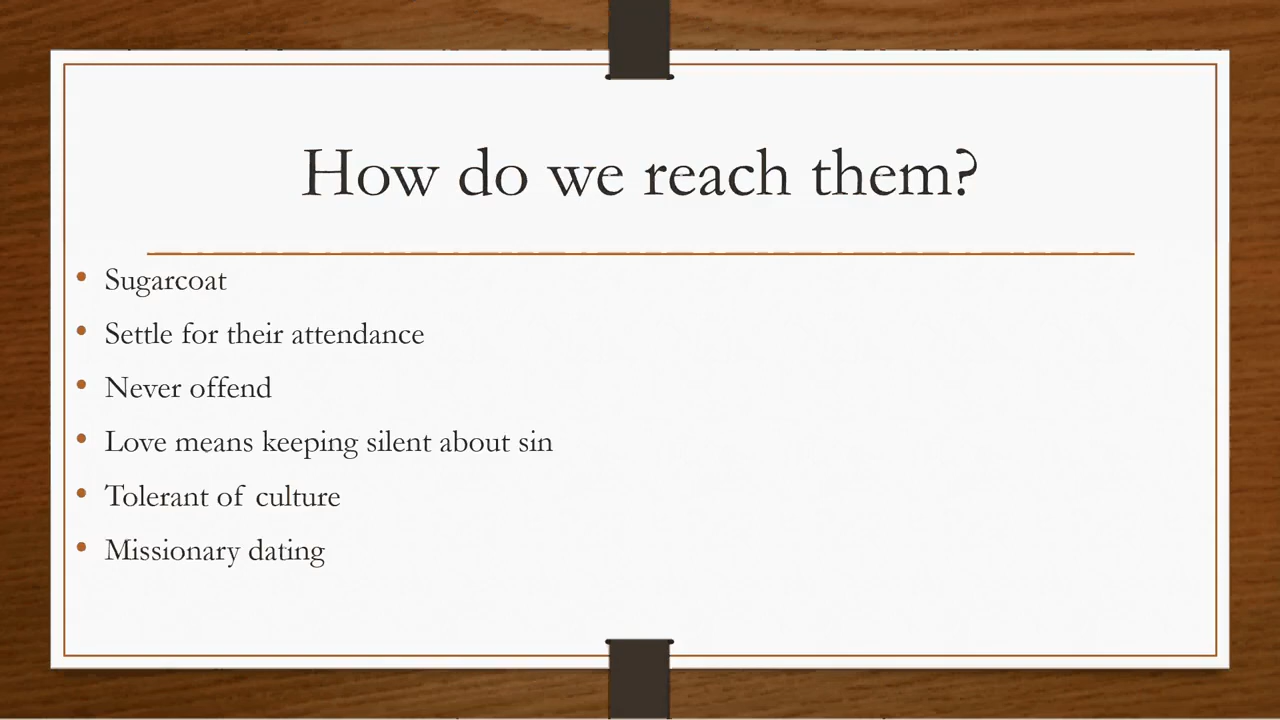 How do we reach them?
• Sugarcoat
• Settle for their attendance
• Never offend
• Love means keeping silent about sin
• Tolerant of culture
• Missionary dating